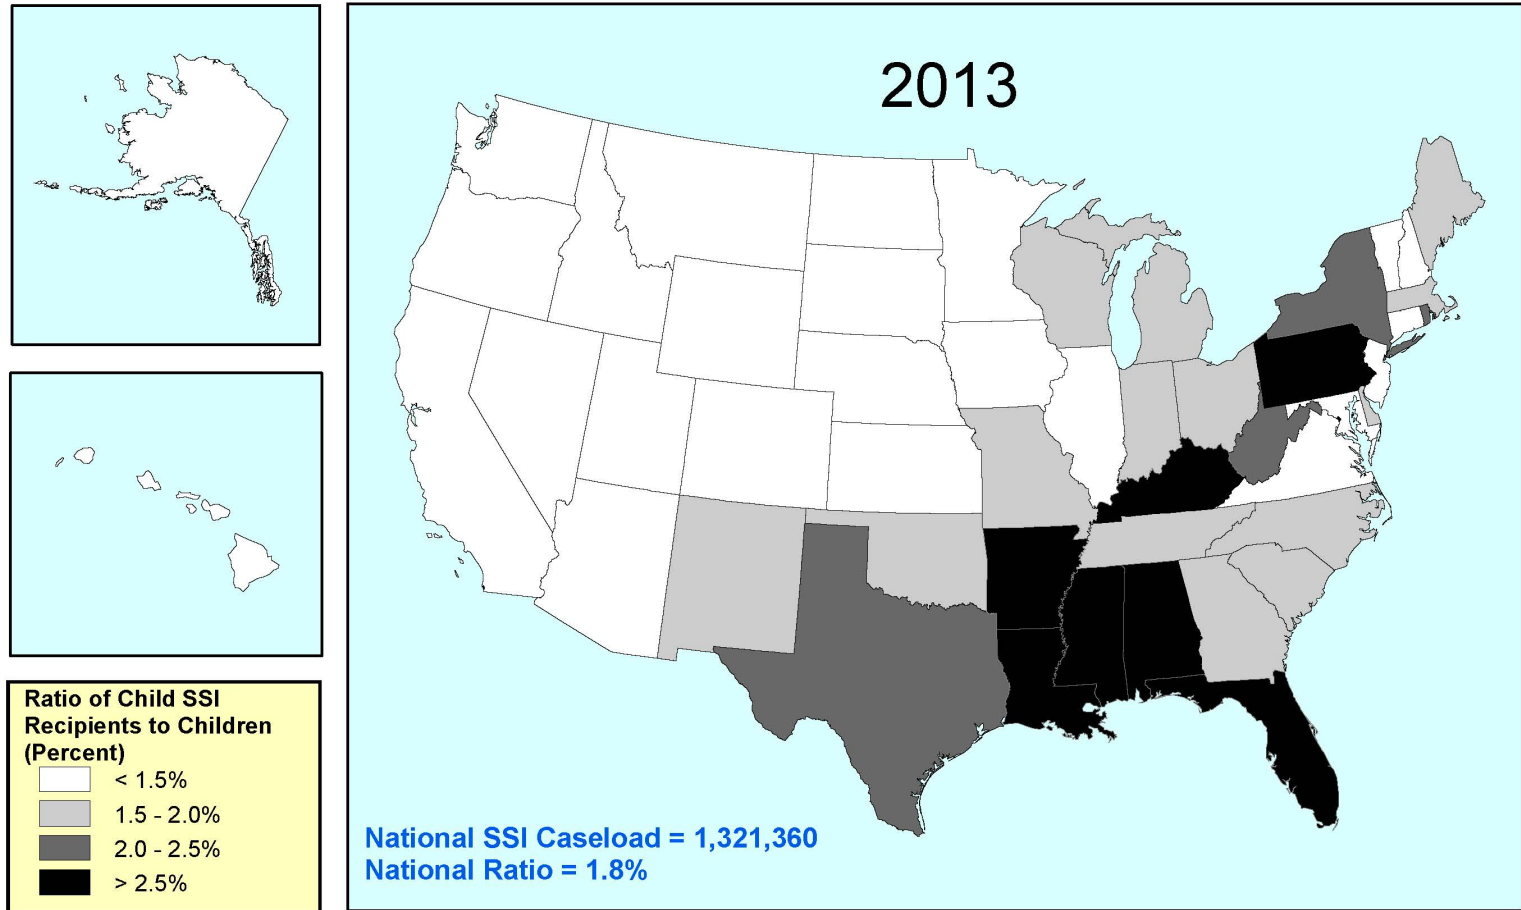 2013
Ratio of Child SSI
Recipients to Children
(Percent)
< 1.5%
1.5 - 2.0%
2.0 - 2.5%
> 2.5%
National SSI Caseload = 1,321,360
National Ratio = 1.8%